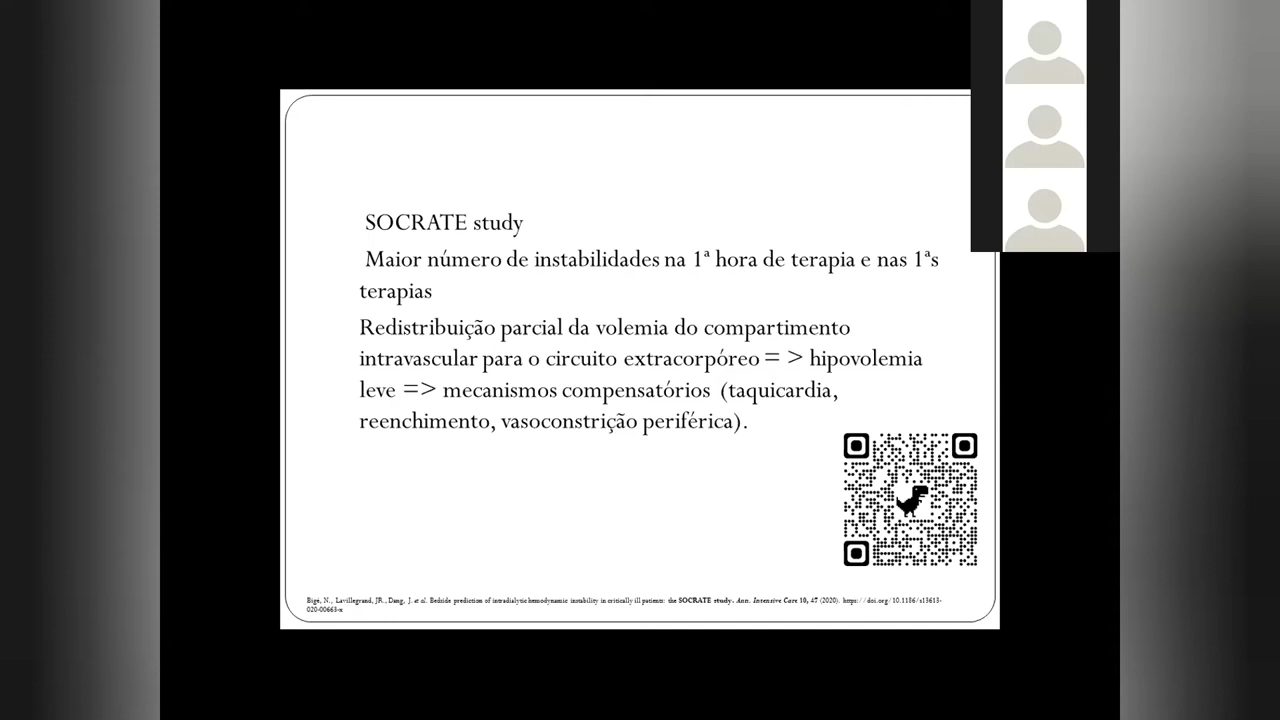 SOCRATE study
Maior número de instabilidades na 1ª hora de terapia e nas 1ªs
terapias
Redistribuição parcial da volemia do compartimento
intravascular para o circuito extracorpóreo = > hipovolemia
leve => mecanismos compensatórios (taquicardia,
reenchimento, vasoconstrição periférica).
Bigé, N., Lavillegrand, JR., Dang, J. et al. Bedside prediction of intradialytic hemodynamic instability in critically ill patients: the SOCRATE study. Ann. Intensive Care 10, 47 (2020). https://doi.org/10.1186/s13613-
020-00663-x